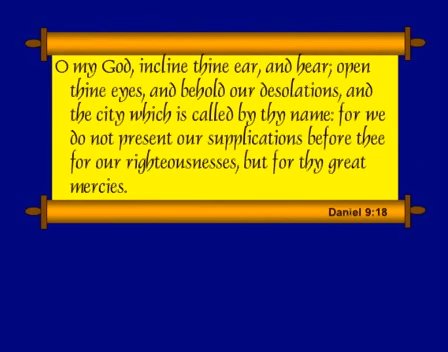 O my God, incline thine ear, and hear; open
thine eyes, and behold our desolations, and
the city which is called by thy name: for we
do not present our supplications before thee
for our righteousnesses, but for thy great
mercies.
Daniel 9:18